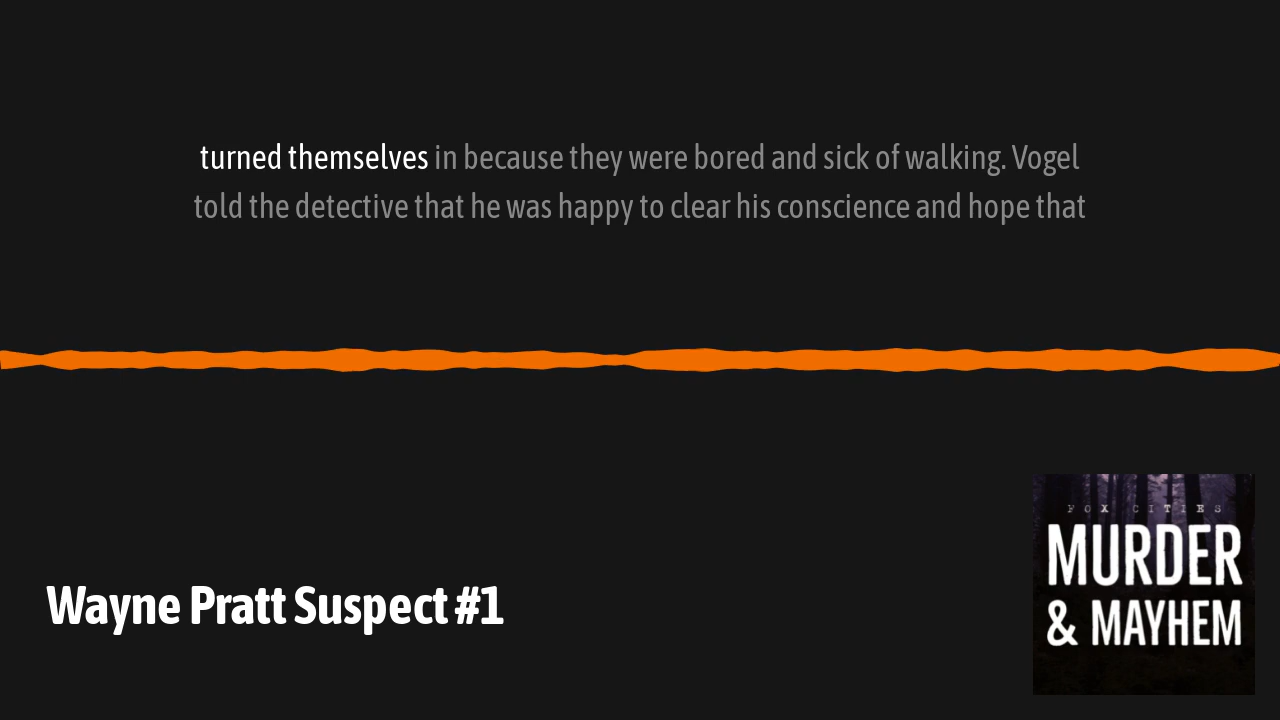 turned themselves in because they were bored and sick of walking. Vogel
told the detective that he was happy to clear his conscience and hope that
Wayne Pratt Suspect #1
FOX CITIES
MURDER
& MAYHEM